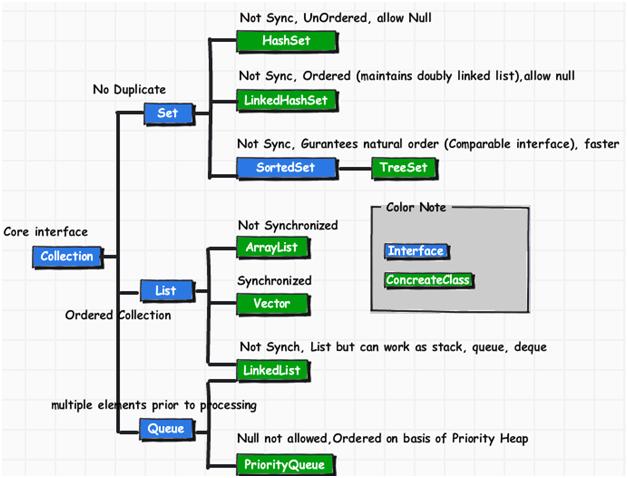 Not Sync, UnOrdered, allow Null
HashSet
Not Sync, Ordered (maintains doubly linked list),allow null
No Duplicate
LinkedHashSet
Set
Not Sync, Gurantees natural order (Comparable interface), faster
SortedSet
TreeSet
Color Note
Core interface
Not Synchronized
ArrayList
Interface
Collection
Synchronized
ConcreateClass
List
Vector
Ordered Collection
Not Synch, List but can work as stack, queue, deque
LinkedList
multiple elements prior to processing
Queue
Null not allowed,Ordered on basis of Priority Heap
PriorityQueue